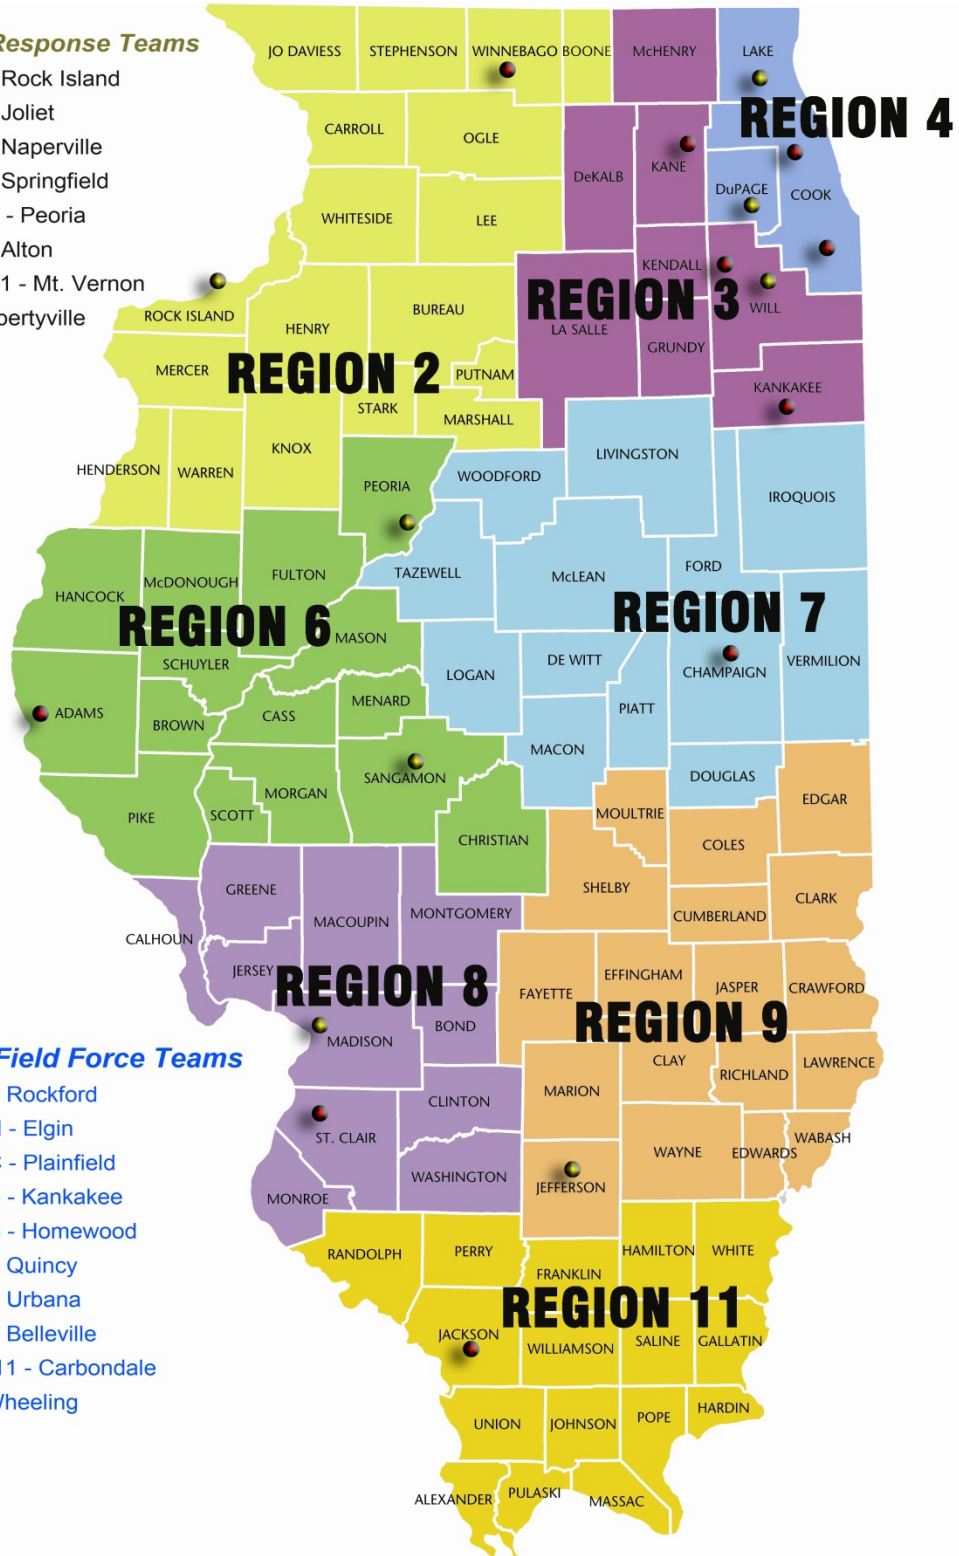 Response Teams
Rock Island
Joliet
Naperville
Springfield
- Peoria
Alton
1 - Mt. Vernon
bertyville
JO DAVIESS
STEPHENSON
WINNEBAGO
BOONE
McHENRY
LAKE
REGION 4
CARROLL
OGLE
DeKALB
KANE
DuPAGE
COOK
WHITESIDE
LEE
KENDALL
REGION 3
WILL
ROCK ISLAND
HENRY
BUREAU
LA SALLE
GRUNDY
MERCER
REGION 2
PUTNAM
KANKAKEE
STARK
MARSHALL
HENDERSON
WARREN
KNOX
PEORIA
WOODFORD
LIVINGSTON
IROQUOIS
HANCOCK
McDONOUGH
FULTON
TAZEWELL
McLEAN
FORD
REGION 6
MASON
REGION 7
SCHUYLER
LOGAN
DE WITT
CHAMPAIGN
VERMILION
ADAMS
BROWN
CASS
MENARD
PIATT
MACON
SANGAMON
DOUGLAS
PIKE
SCOTT
MORGAN
CHRISTIAN
MOULTRIE
EDGAR
COLES
GREENE
MACOUPIN
MONTGOMERY
SHELBY
CUMBERLAND
CLARK
CALHOUN
JERSEY
REGION 8
FAYETTE
EFFINGHAM
JASPER
CRAWFORD
REGION 9
MADISON
BOND
CLAY
RICHLAND
LAWRENCE
MARION
CLINTON
ST. CLAIR
WAYNE
EDWARDS
WABASH
WASHINGTON
JEFFERSON
MONROE
RANDOLPH
PERRY
FRANKLIN
HAMILTON
WHITE
REGION 11
JACKSON
WILLIAMSON
SALINE
GALLATIN
UNION
JOHNSON
POPE
HARDIN
ALEXANDER
PULASKI
MASSAC
Field Force Teams
Rockford
- Elgin
- Plainfield
- Kankakee
- Homewood
Quincy
Urbana
Belleville
11 - Carbondale
Wheeling